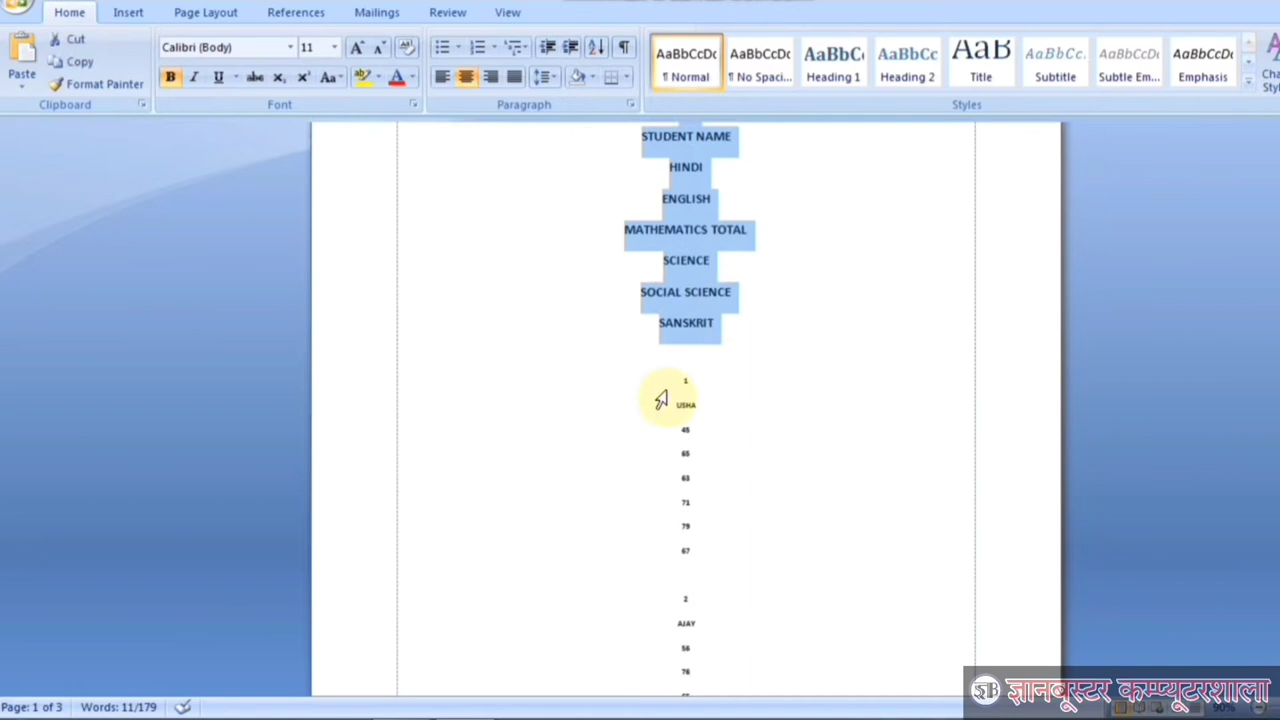 Home Insert Page Layout References Mailings Review View
Cut
Copy
Format Painter
Paste
Clipboard
Calibri (Body) 11
Font
Paragraph
AaBbCcDc AaBbCcDc AaBbCc AaBbCc AaB AaBbCc. AaBbCcDc AaBbCcDc
¶ Normal ¶ No Spaci... Heading 1 Heading 2 Title Subtitle Subtle Em... Emphasis
Styles
STUDENT NAME
HINDI
ENGLISH
MATHEMATICS TOTAL
SCIENCE
SOCIAL SCIENCE
SANSKRIT
1
USHA
45
65
63
71
79
67
2
AJAY
56
76
Page: 1 of 3 Words: 11/179
ज्ञानबूस्टर कम्प्यूटरशाला
90%